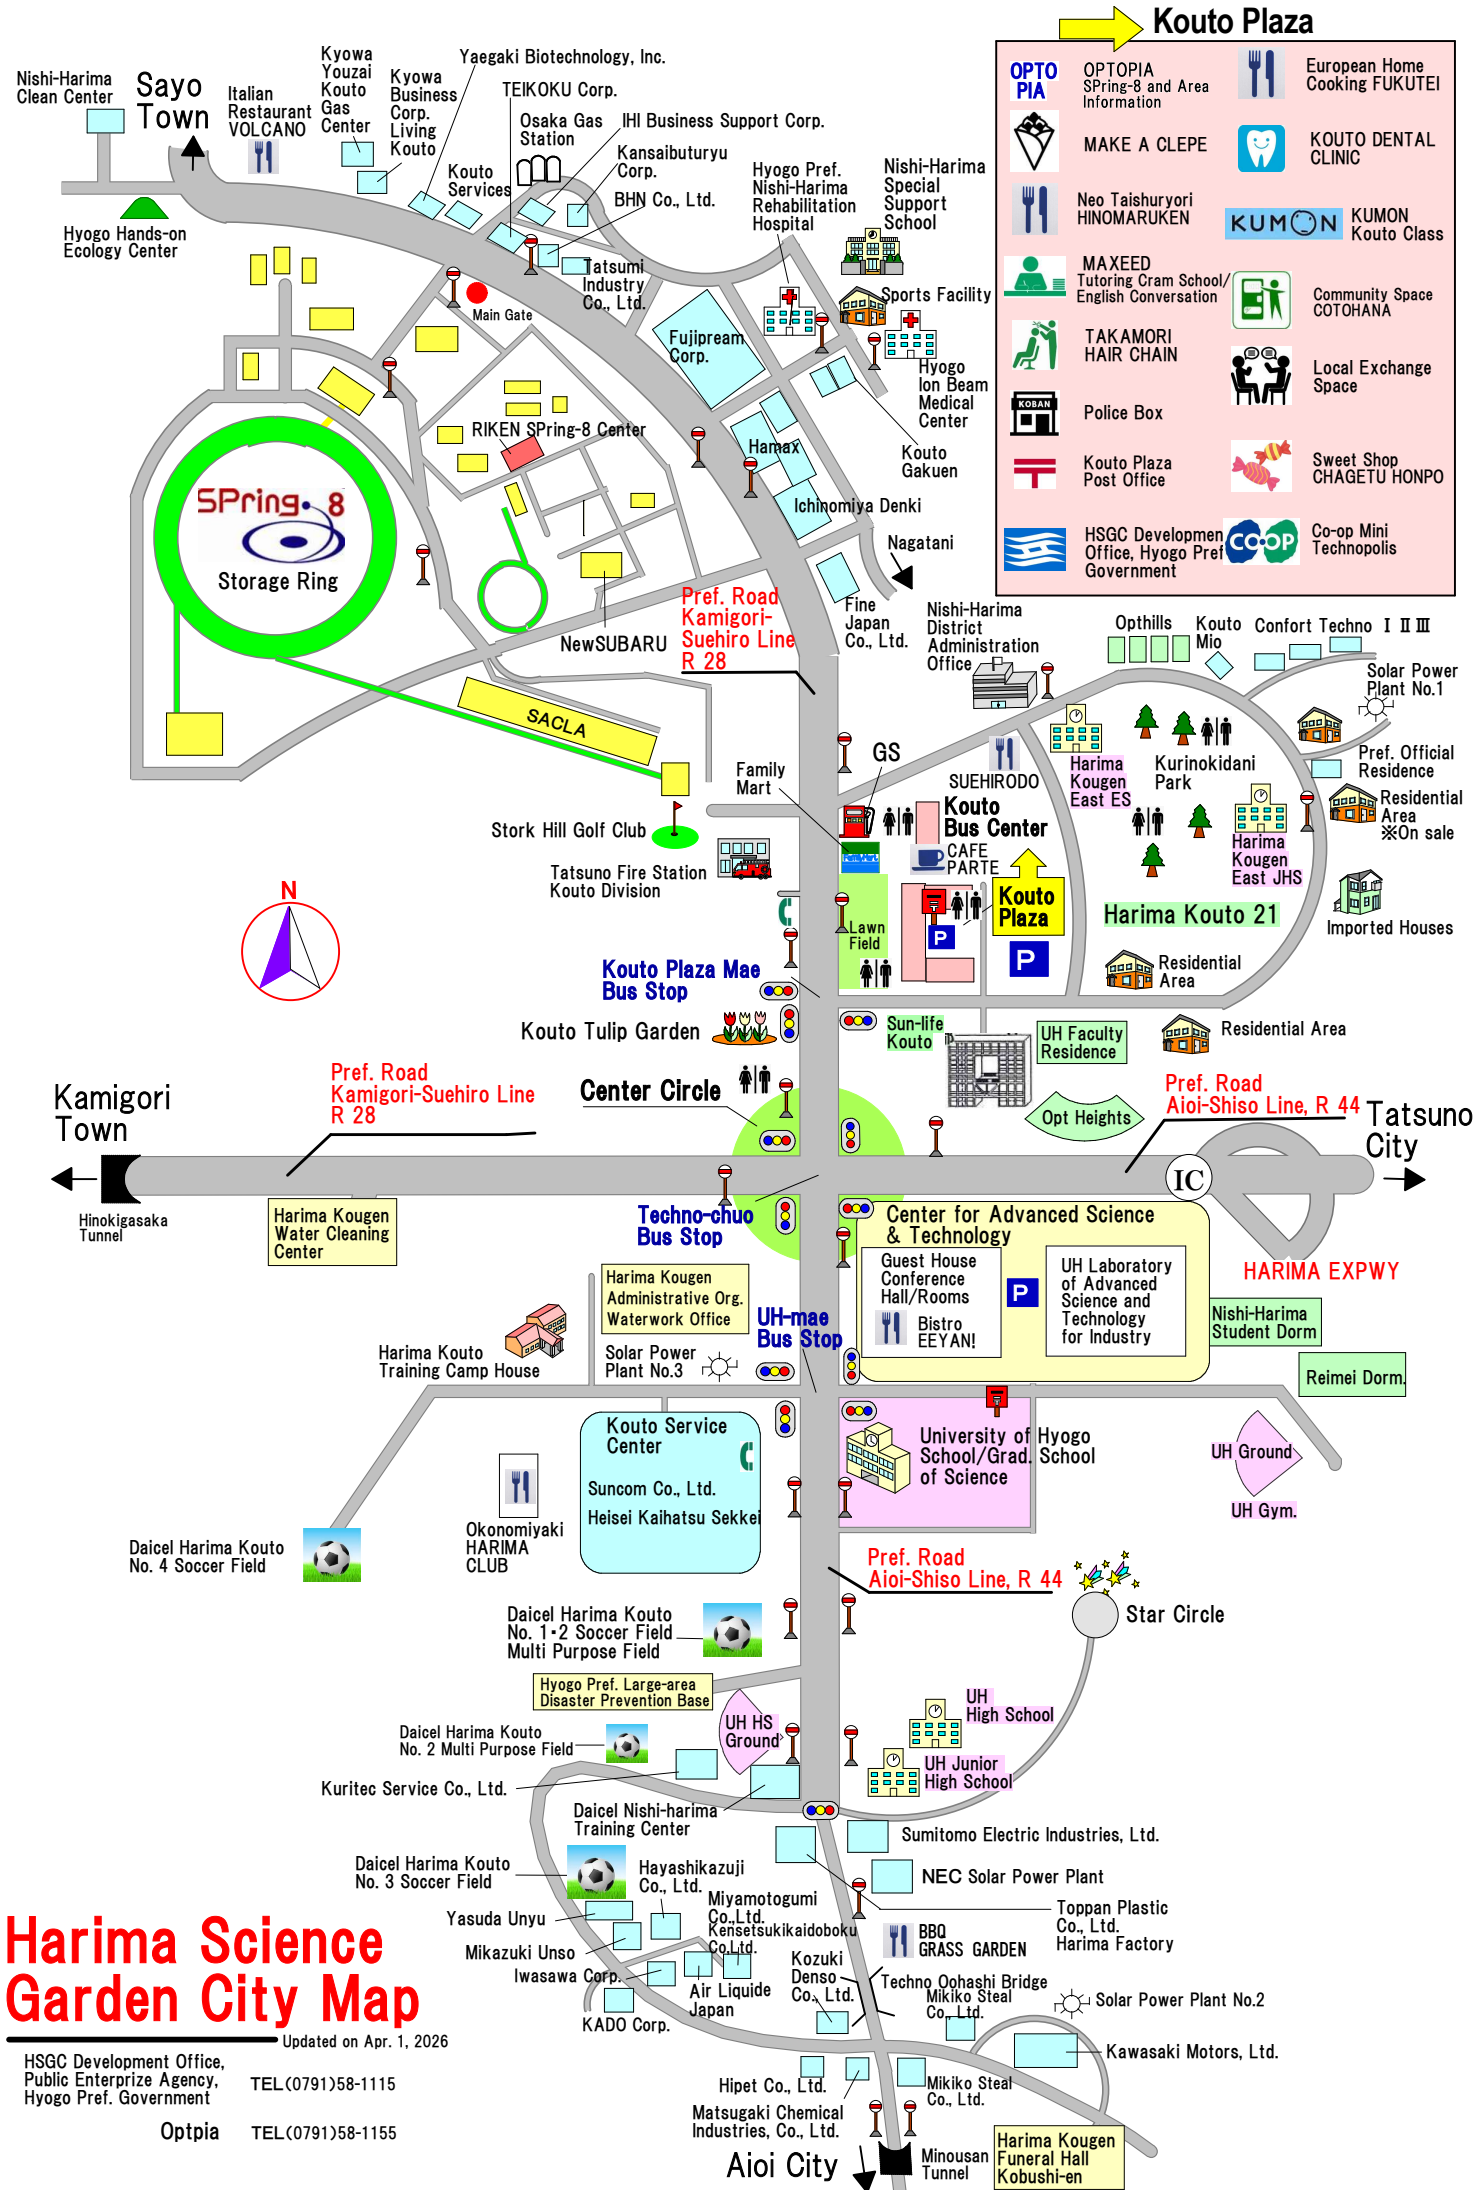 Kouto Plaza
OPTO
PIA
OPTOPIA
SPring-8 and Area
Information
European Home
Cooking FUKUTEI
MAKE A CLEPE
KOUTO DENTAL
CLINIC
Neo Taishuryori
HINOMARUKEN
KUMON
KUMON
Kouto Class
MAXEED
Tutoring Cram School/
English Conversation
Community Space
COTOHANA
TAKAMORI
HAIR CHAIN
Local Exchange
Space
KOBAN
Police Box
Kouto Plaza
Post Office
Sweet Shop
CHAGETU HONPO
HSGC Developmen
Office, Hyogo Pref
Government
CO-OP
Co-op Mini
Technopolis
Nishi-Harima
Clean Center
Sayo
Town
Italian
Restaurant
VOLCANO
Kyowa
Youzai
Kouto
Gas
Center
Kyowa
Business
Corp.
Living
Kouto
Yaegaki Biotechnology, Inc.
TEIKOKU Corp.
Osaka Gas
Station
IHI Business Support Corp.
Kansaibuturyu
Corp.
BHN Co., Ltd.
Kouto
Services
Hyogo Pref.
Nishi-Harima
Rehabilitation
Hospital
Nishi-Harima
Special
Support
School
Hyogo Hands-on
Ecology Center
Tatsumi
Industry
Co., Ltd.
Main Gate
Sports Facility
Fujipream
Corp.
Hyogo
Ion Beam
Medical
Center
Kouto
Gakuen
RIKEN SPring-8 Center
Hamax
Ichinomiya Denki
SPring-8
Storage Ring
Nagatani
Fine
Japan
Co., Ltd.
NewSUBARU
Pref. Road
Kamigori-
Suehiro Line
R 28
SACLA
Nishi-Harima
District
Administration
Office
Opthills
Kouto
Mio
Confort Techno I II III
Solar Power
Plant No.1
GS
SUEHIRODO
Harima
Kougen
East ES
Kurinokidani
Park
Pref. Official
Residence
Residential
Area
※On sale
Family
Mart
Kouto
Bus Center
CAFE
PARTE
Harima
Kougen
East JHS
Stork Hill Golf Club
Tatsuno Fire Station
Kouto Division
FamilyMart
Kouto
Plaza
P
P
Lawn
Field
Harima Kouto 21
Imported Houses
Residential
Area
N
Kouto Plaza Mae
Bus Stop
Kouto Tulip Garden
Sun-life
Kouto
UH Faculty
Residence
Residential Area
Center Circle
Opt Heights
Pref. Road
Kamigori-Suehiro Line
R 28
Pref. Road
Aioi-Shiso Line, R 44
Kamigori
Town
Tatsuno
City
IC
Hinokigasaka
Tunnel
Harima Kougen
Water Cleaning
Center
Techno-chuo
Bus Stop
Center for Advanced Science
& Technology
Guest House
Conference
Hall/Rooms
Bistro
EEYAN!
P
UH Laboratory
of Advanced
Science and
Technology
for Industry
HARIMA EXPWY
Harima Kougen
Administrative Org.
Waterwork Office
UH-mae
Bus Stop
Nishi-Harima
Student Dorm
Harima Kouto
Training Camp House
Solar Power
Plant No.3
Reimei Dorm.
Kouto Service
Center
Suncom Co., Ltd.
Heisei Kaihatsu Sekkei
University of Hyogo
School/Grad. School
of Science
UH Ground
UH Gym.
Okonomiyaki
HARIMA
CLUB
Daicel Harima Kouto
No. 4 Soccer Field
Pref. Road
Aioi-Shiso Line, R 44
Star Circle
Daicel Harima Kouto
No. 1・2 Soccer Field
Multi Purpose Field
Hyogo Pref. Large-area
Disaster Prevention Base
UH HS
Ground
UH
High School
Daicel Harima Kouto
No. 2 Multi Purpose Field
UH Junior
High School
Kuritec Service Co., Ltd.
Daicel Nishi-harima
Training Center
Sumitomo Electric Industries, Ltd.
Daicel Harima Kouto
No. 3 Soccer Field
Hayashikazuji
Co., Ltd.
NEC Solar Power Plant
Yasuda Unyu
Miyamotogumi
Co.,Ltd.
Kensetsukikaidoboku
Co.Ltd.
Toppan Plastic
Co., Ltd.
Harima Factory
Mikazuki Unso
BBQ
GRASS GARDEN
Iwasawa Corp.
Air Liquide
Japan
Kozuki
Denso
Co., Ltd.
Techno Oohashi Bridge
Mikiko Steal
Co., Ltd.
Solar Power Plant No.2
KADO Corp.
Kawasaki Motors, Ltd.
Hipet Co., Ltd.
Mikiko Steal
Co., Ltd.
Matsugaki Chemical
Industries, Co., Ltd.
Aioi City
Minousan
Tunnel
Harima Kougen
Funeral Hall
Kobushi-en
Harima Science
Garden City Map
Updated on Apr. 1, 2026
HSGC Development Office,
Public Enterprize Agency,
Hyogo Pref. Government
TEL(0791)58-1115
Optpia
TEL(0791)58-1155